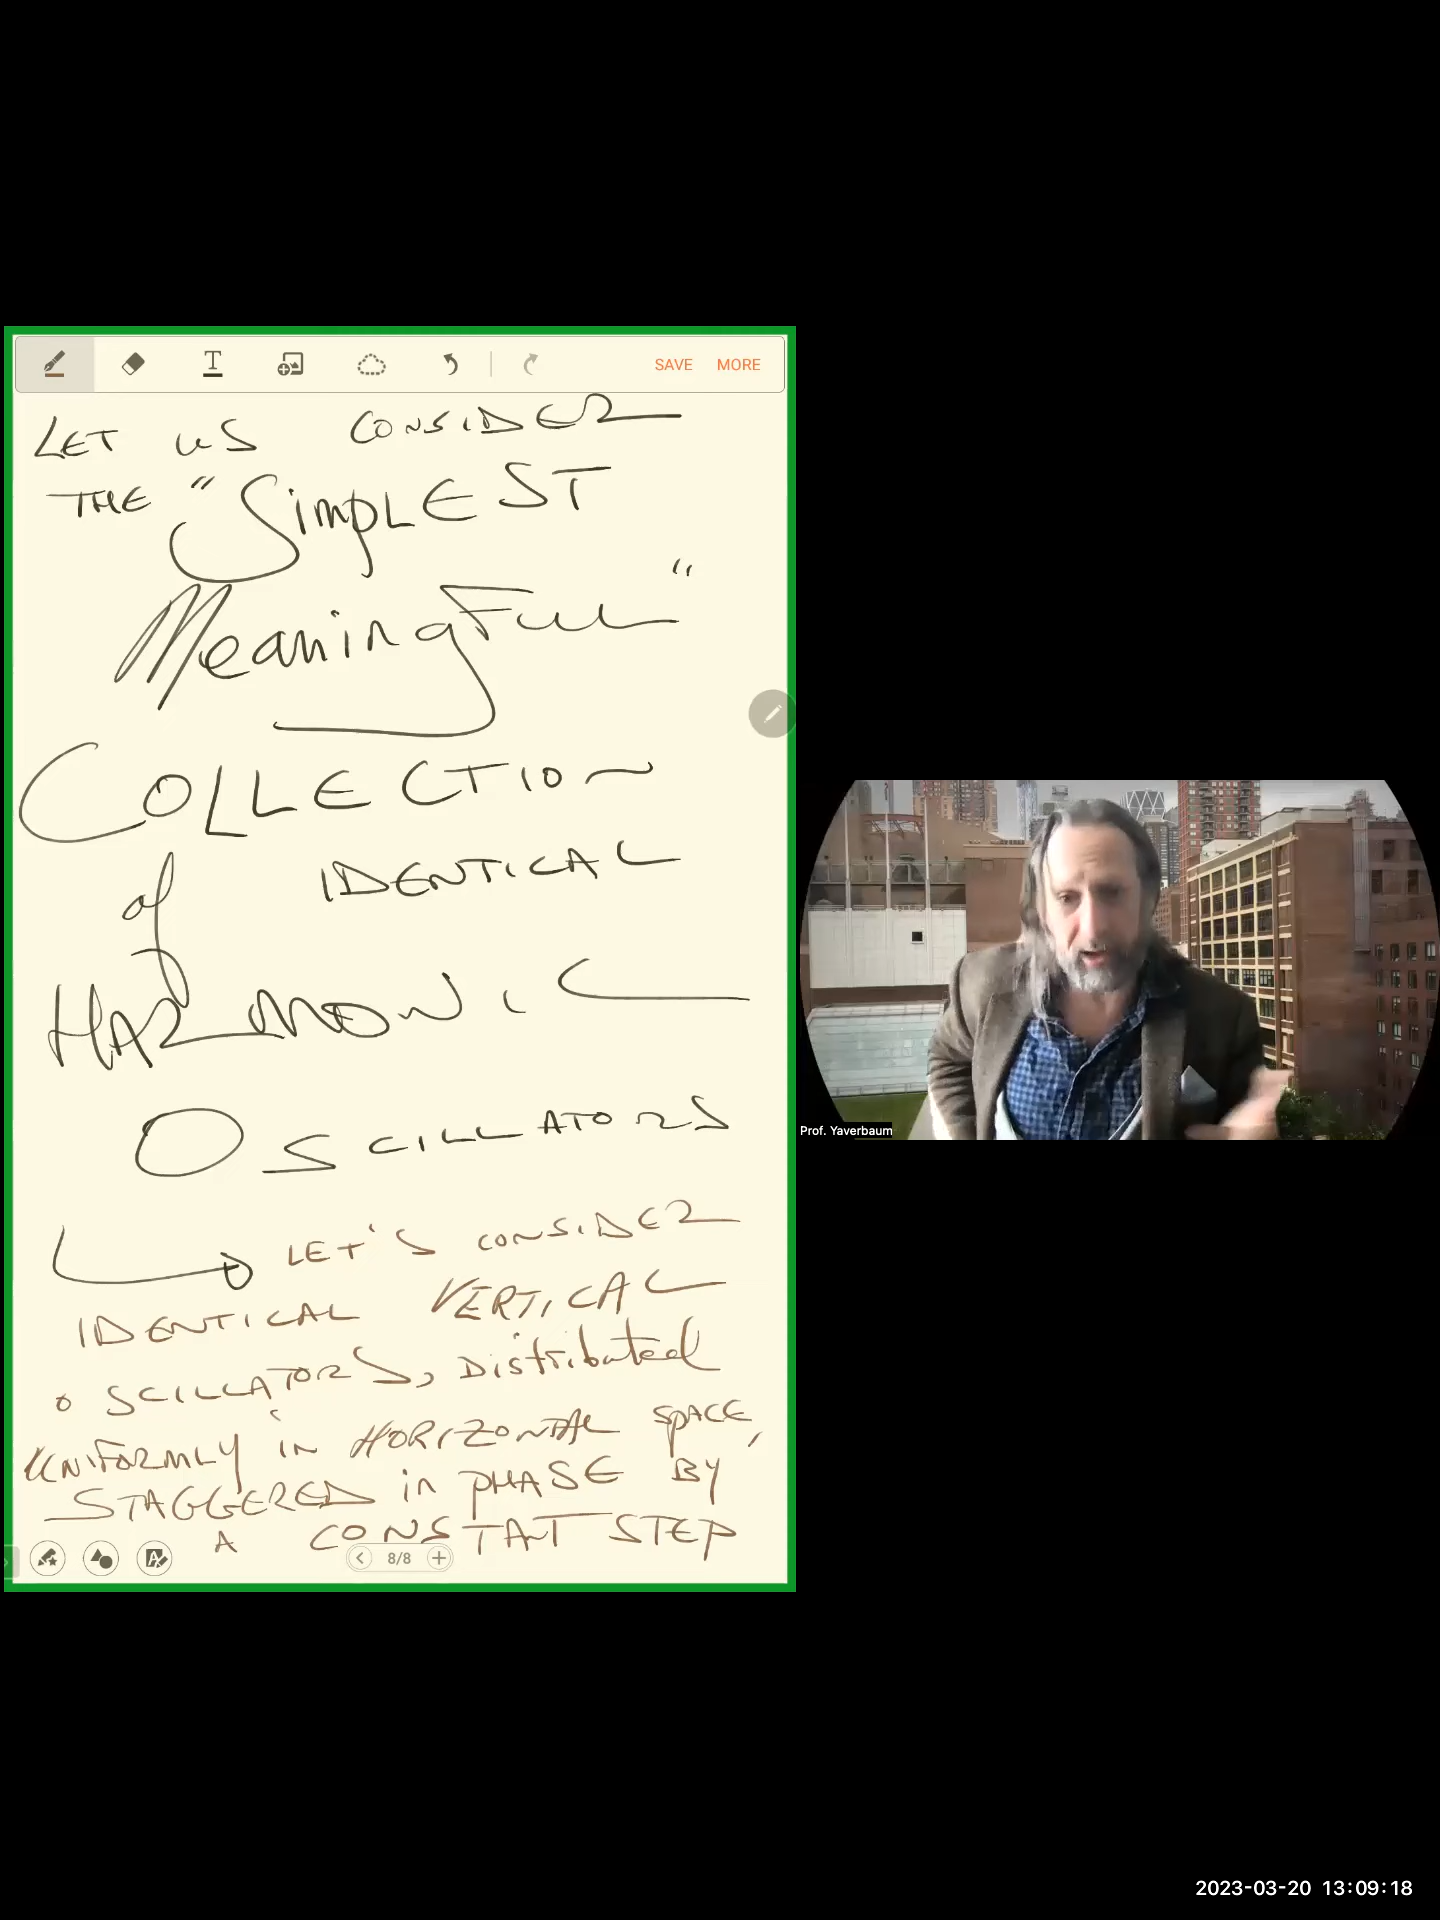 T
SAVE MORE
LET US CONSIDER
THE "SIMPLEST
MeaningFUL"
COLLECTION
of IDENTICAL
HARMONIC
OSCILLATORS
LET'S CONSIDER
IDENTICAL VERTICAL
OSCILLATORS, Distributed
UNIFORMLY IN HORIZONTAL SPACE,
STAGGERED in PHASE BY
A CONSTANT STEP
A
8/8
Prof. Yaverbaum
2023-03-20 13:09:18